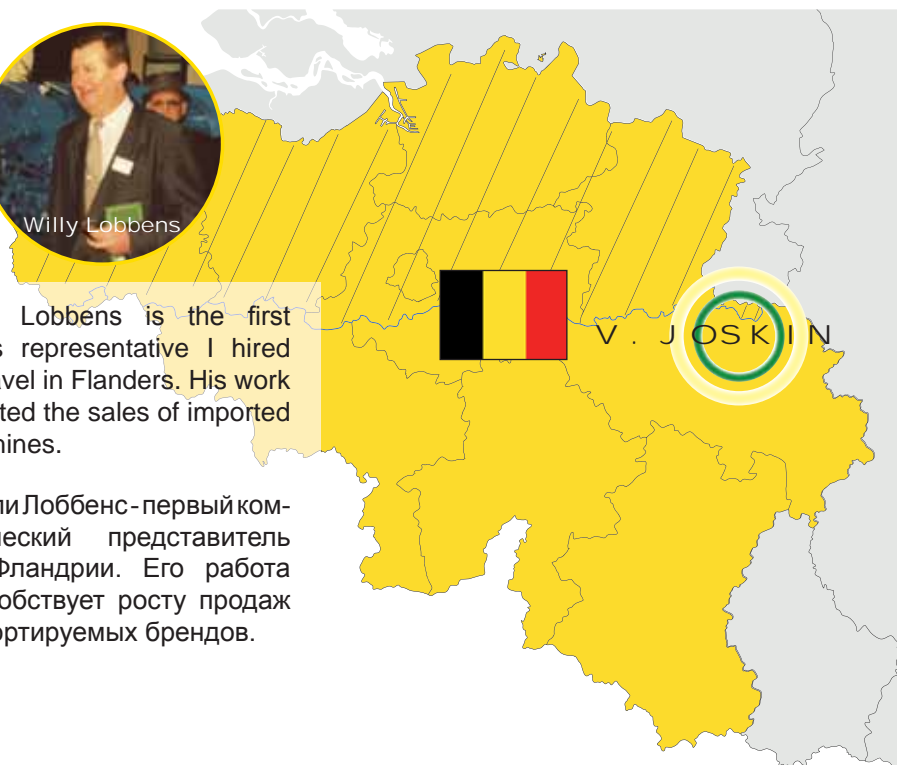 Willy Lobbens
V. JOSKIN
Lobbens is the first
s representative I hired
avel in Flanders. His work
ted the sales of imported
hines.
ли Лоббенс - первый ком-
ческий представитель
Фландрии. Его работа
обствует росту продаж
ортируемых брендов.